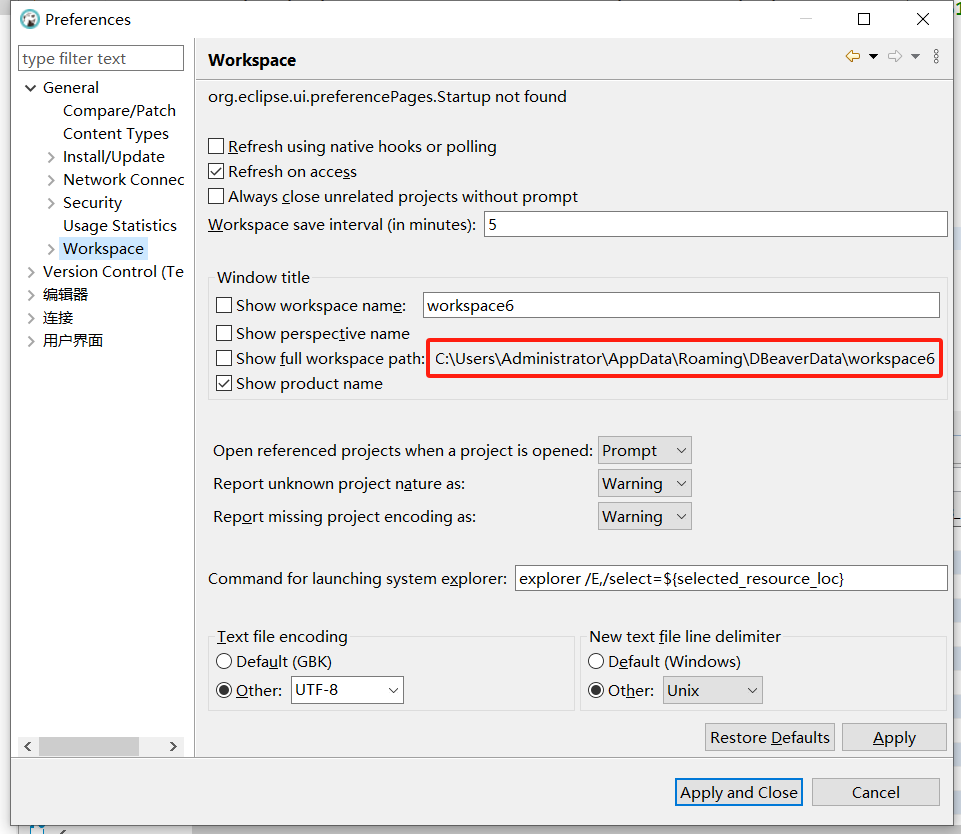 Preferences
type filter text
General
Compare/Patch
Content Types
Install/Update
Network Connec
Security
Usage Statistics
Workspace
Version Control (Te
编辑器
连接
用户界面
Workspace
org.eclipse.ui.preferencePages.Startup not found
Refresh using native hooks or polling
Refresh on access
Always close unrelated projects without prompt
Workspace save interval (in minutes): 5
Window title
Show workspace name: workspace6
Show perspective name
Show full workspace path: C:\Users\Administrator\AppData\Roaming\DBeaverData\workspace6
Show product name
Open referenced projects when a project is opened: Prompt
Report unknown project nature as: Warning
Report missing project encoding as: Warning
Command for launching system explorer: explorer /E,/select=${selected_resource_loc}
Text file encoding
Default (GBK)
Other: UTF-8
New text file line delimiter
Default (Windows)
Other: Unix
Restore Defaults Apply
Apply and Close Cancel